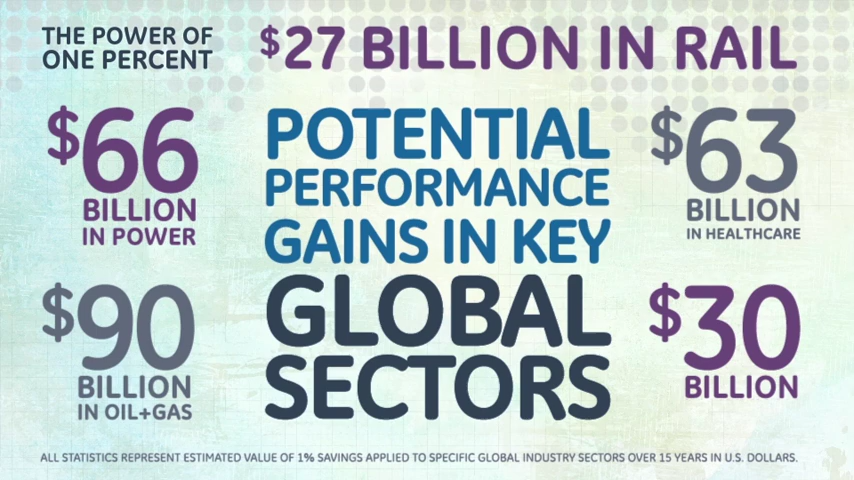 THE POWER OF
ONE PERCENT
$27 BILLION IN RAIL
$66
BILLION
IN POWER
POTENTIAL
PERFORMANCE
GAINS IN KEY
GLOBAL
SECTORS
$63
BILLION
IN HEALTHCARE
$90
BILLION
IN OIL+GAS
$30
BILLION
ALL STATISTICS REPRESENT ESTIMATED VALUE OF 1% SAVINGS APPLIED TO SPECIFIC GLOBAL INDUSTRY SECTORS OVER 15 YEARS IN U.S. DOLLARS.